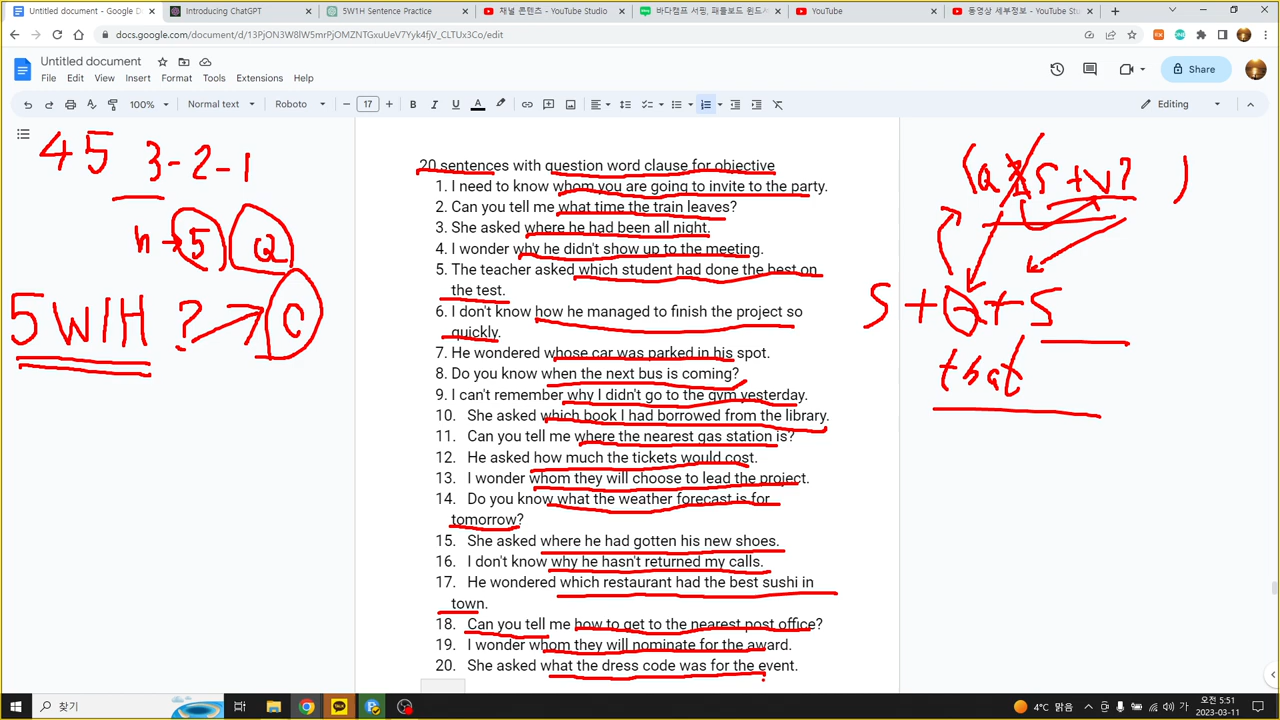 Untitled document - Google D
Introducing ChatGPT
5W1H Sentence Practice
채널 콘텐츠 - YouTube Studio
바다캠프 서핑, 패들보드 윈드서
YouTube
동영상 세부정보 - YouTube Studi
docs.google.com/document/d/13PjON3W8lW5mrPjOMZNTGxuUeV7Yyk4fjV_CLTUx3Co/edit
Untitled document
File Edit View Insert Format Tools Extensions Help
Share
100% Normal text Roboto 17 B I U A Editing
45 3-2-1
n → 5 Q
5W1H ? C
20 sentences with question word clause for objective
1. I need to know whom you are going to invite to the party.
2. Can you tell me what time the train leaves?
3. She asked where he had been all night.
4. I wonder why he didn't show up to the meeting.
5. The teacher asked which student had done the best on
the test.
6. I don't know how he managed to finish the project so
quickly.
7. He wondered whose car was parked in his spot.
8. Do you know when the next bus is coming?
9. I can't remember why I didn't go to the gym yesterday.
10. She asked which book I had borrowed from the library.
11. Can you tell me where the nearest gas station is?
12. He asked how much the tickets would cost.
13. I wonder whom they will choose to lead the project.
14. Do you know what the weather forecast is for
tomorrow?
15. She asked where he had gotten his new shoes.
16. I don't know why he hasn't returned my calls.
17. He wondered which restaurant had the best sushi in
town.
18. Can you tell me how to get to the nearest post office?
19. I wonder whom they will nominate for the award.
20. She asked what the dress code was for the event.
S + V ?
S + + S
that
찾기
4°C 맑음
가
오전 5:51
2023-03-11